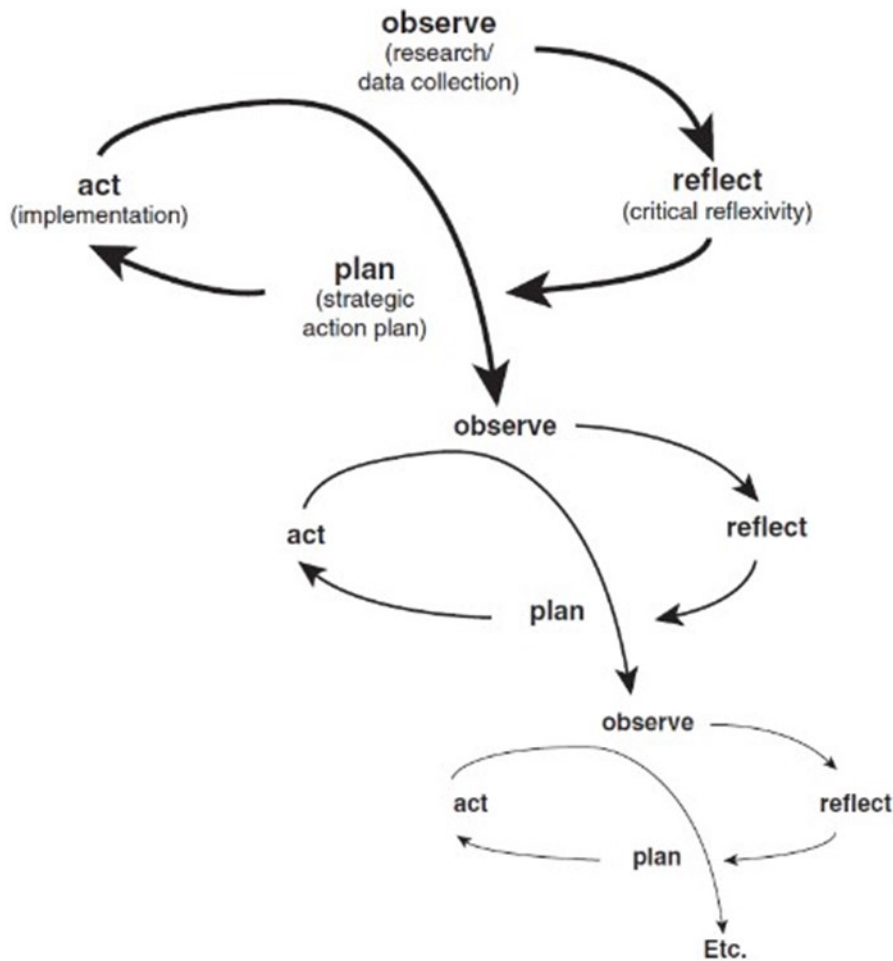 observe
(research/
data collection)
reflect
(critical reflexivity)
plan
(strategic
action plan)
act
(implementation)
observe
reflect
plan
act
observe
reflect
plan
act
Etc.